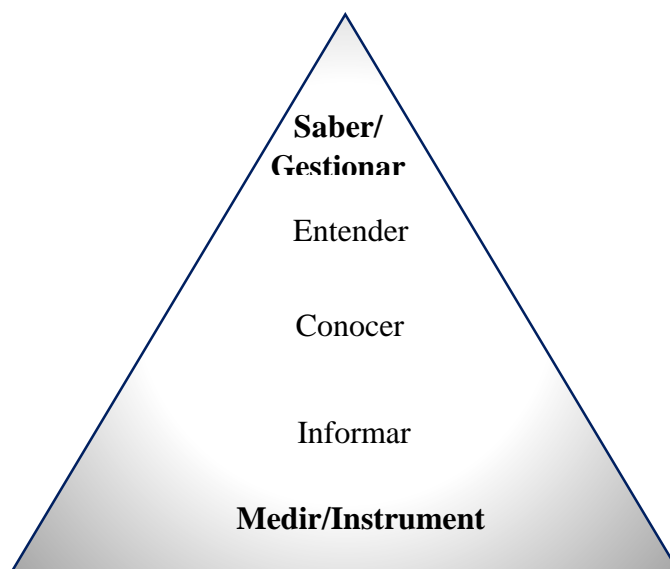 Saber/
Gestionar
Entender
Conocer
Informar
Medir/Instrument